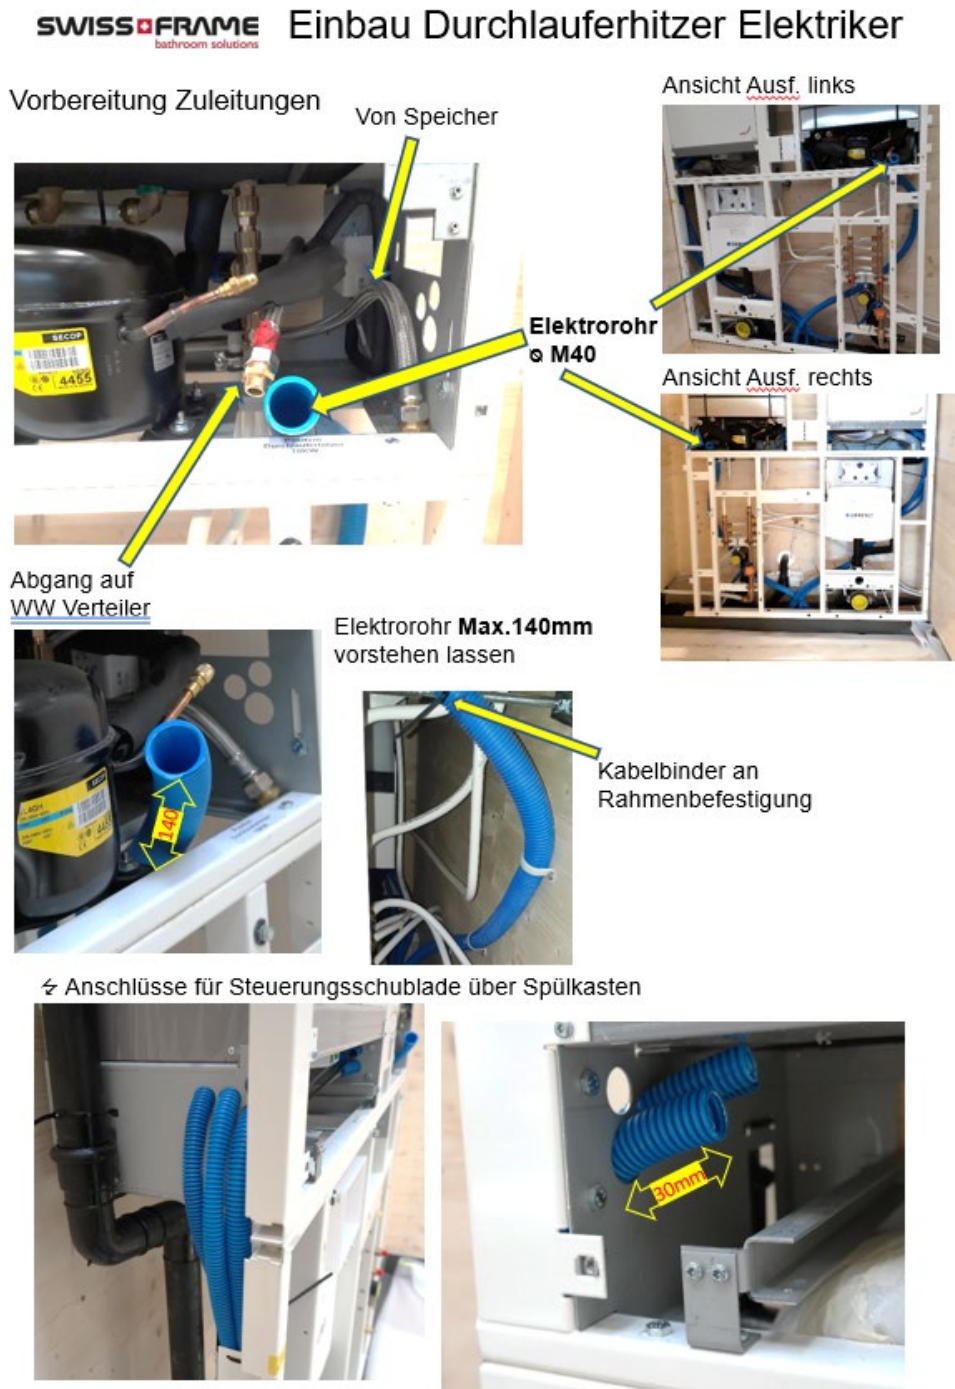 SWISS FRAME
bathroom solutions
Einbau Durchlauferhitzer Elektriker
Vorbereitung Zuleitungen
Von Speicher
Ansicht Ausf. links
Elektrorohr
⌀ M40
Ansicht Ausf. rechts
SECOP
4455
Abgang auf
WW Verteiler
Elektrorohr Max.140mm
vorstehen lassen
140
4455
Kabelbinder an
Rahmenbefestigung
Anschlüsse für Steuerungsschublade über Spülkasten
30mm